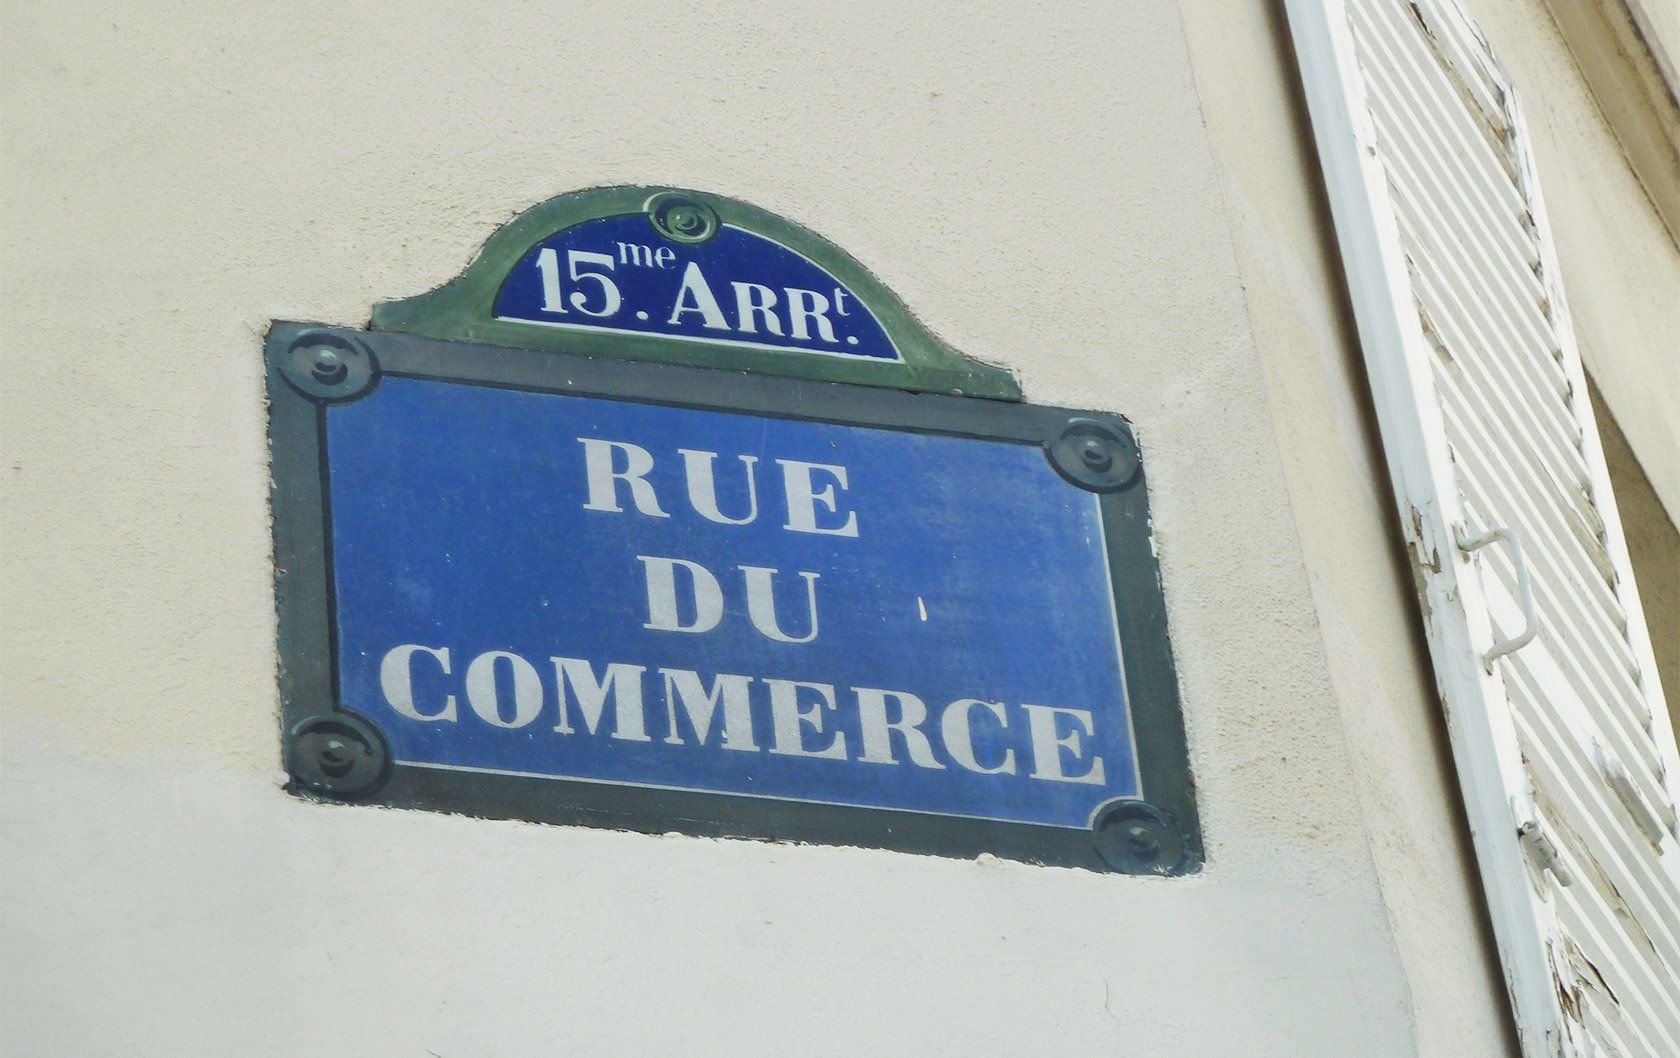 15me. ARRt.
RUE
DU
COMMERCE